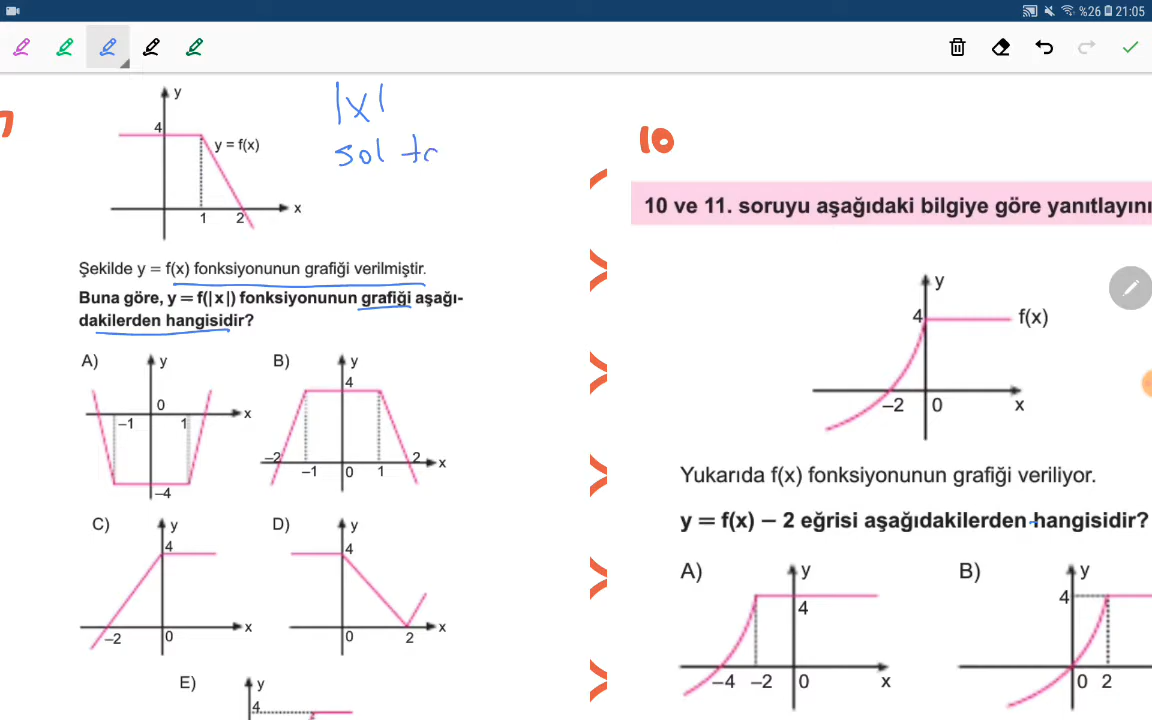 %26 21:05
7
y
4
y = f(x)
x
1
2
|x|
sol ta
Şekilde y = f(x) fonksiyonunun grafiği verilmiştir.
Buna göre, y = f(|x|) fonksiyonunun grafiği aşağı-
dakilerden hangisidir?
A)
y
0
x
–1
1
–4
B)
y
4
–2
2
x
–1
0
1
C)
y
4
x
–2
0
D)
y
4
x
0
2
E)
y
4
10
10 ve 11. soruyu aşağıdaki bilgiye göre yanıtlayını
y
4
f(x)
–2
0
x
Yukarıda f(x) fonksiyonunun grafiği veriliyor.
y = f(x) – 2 eğrisi aşağıdakilerden hangisidir?
A)
y
4
–4
–2
0
x
B)
y
4
0
2